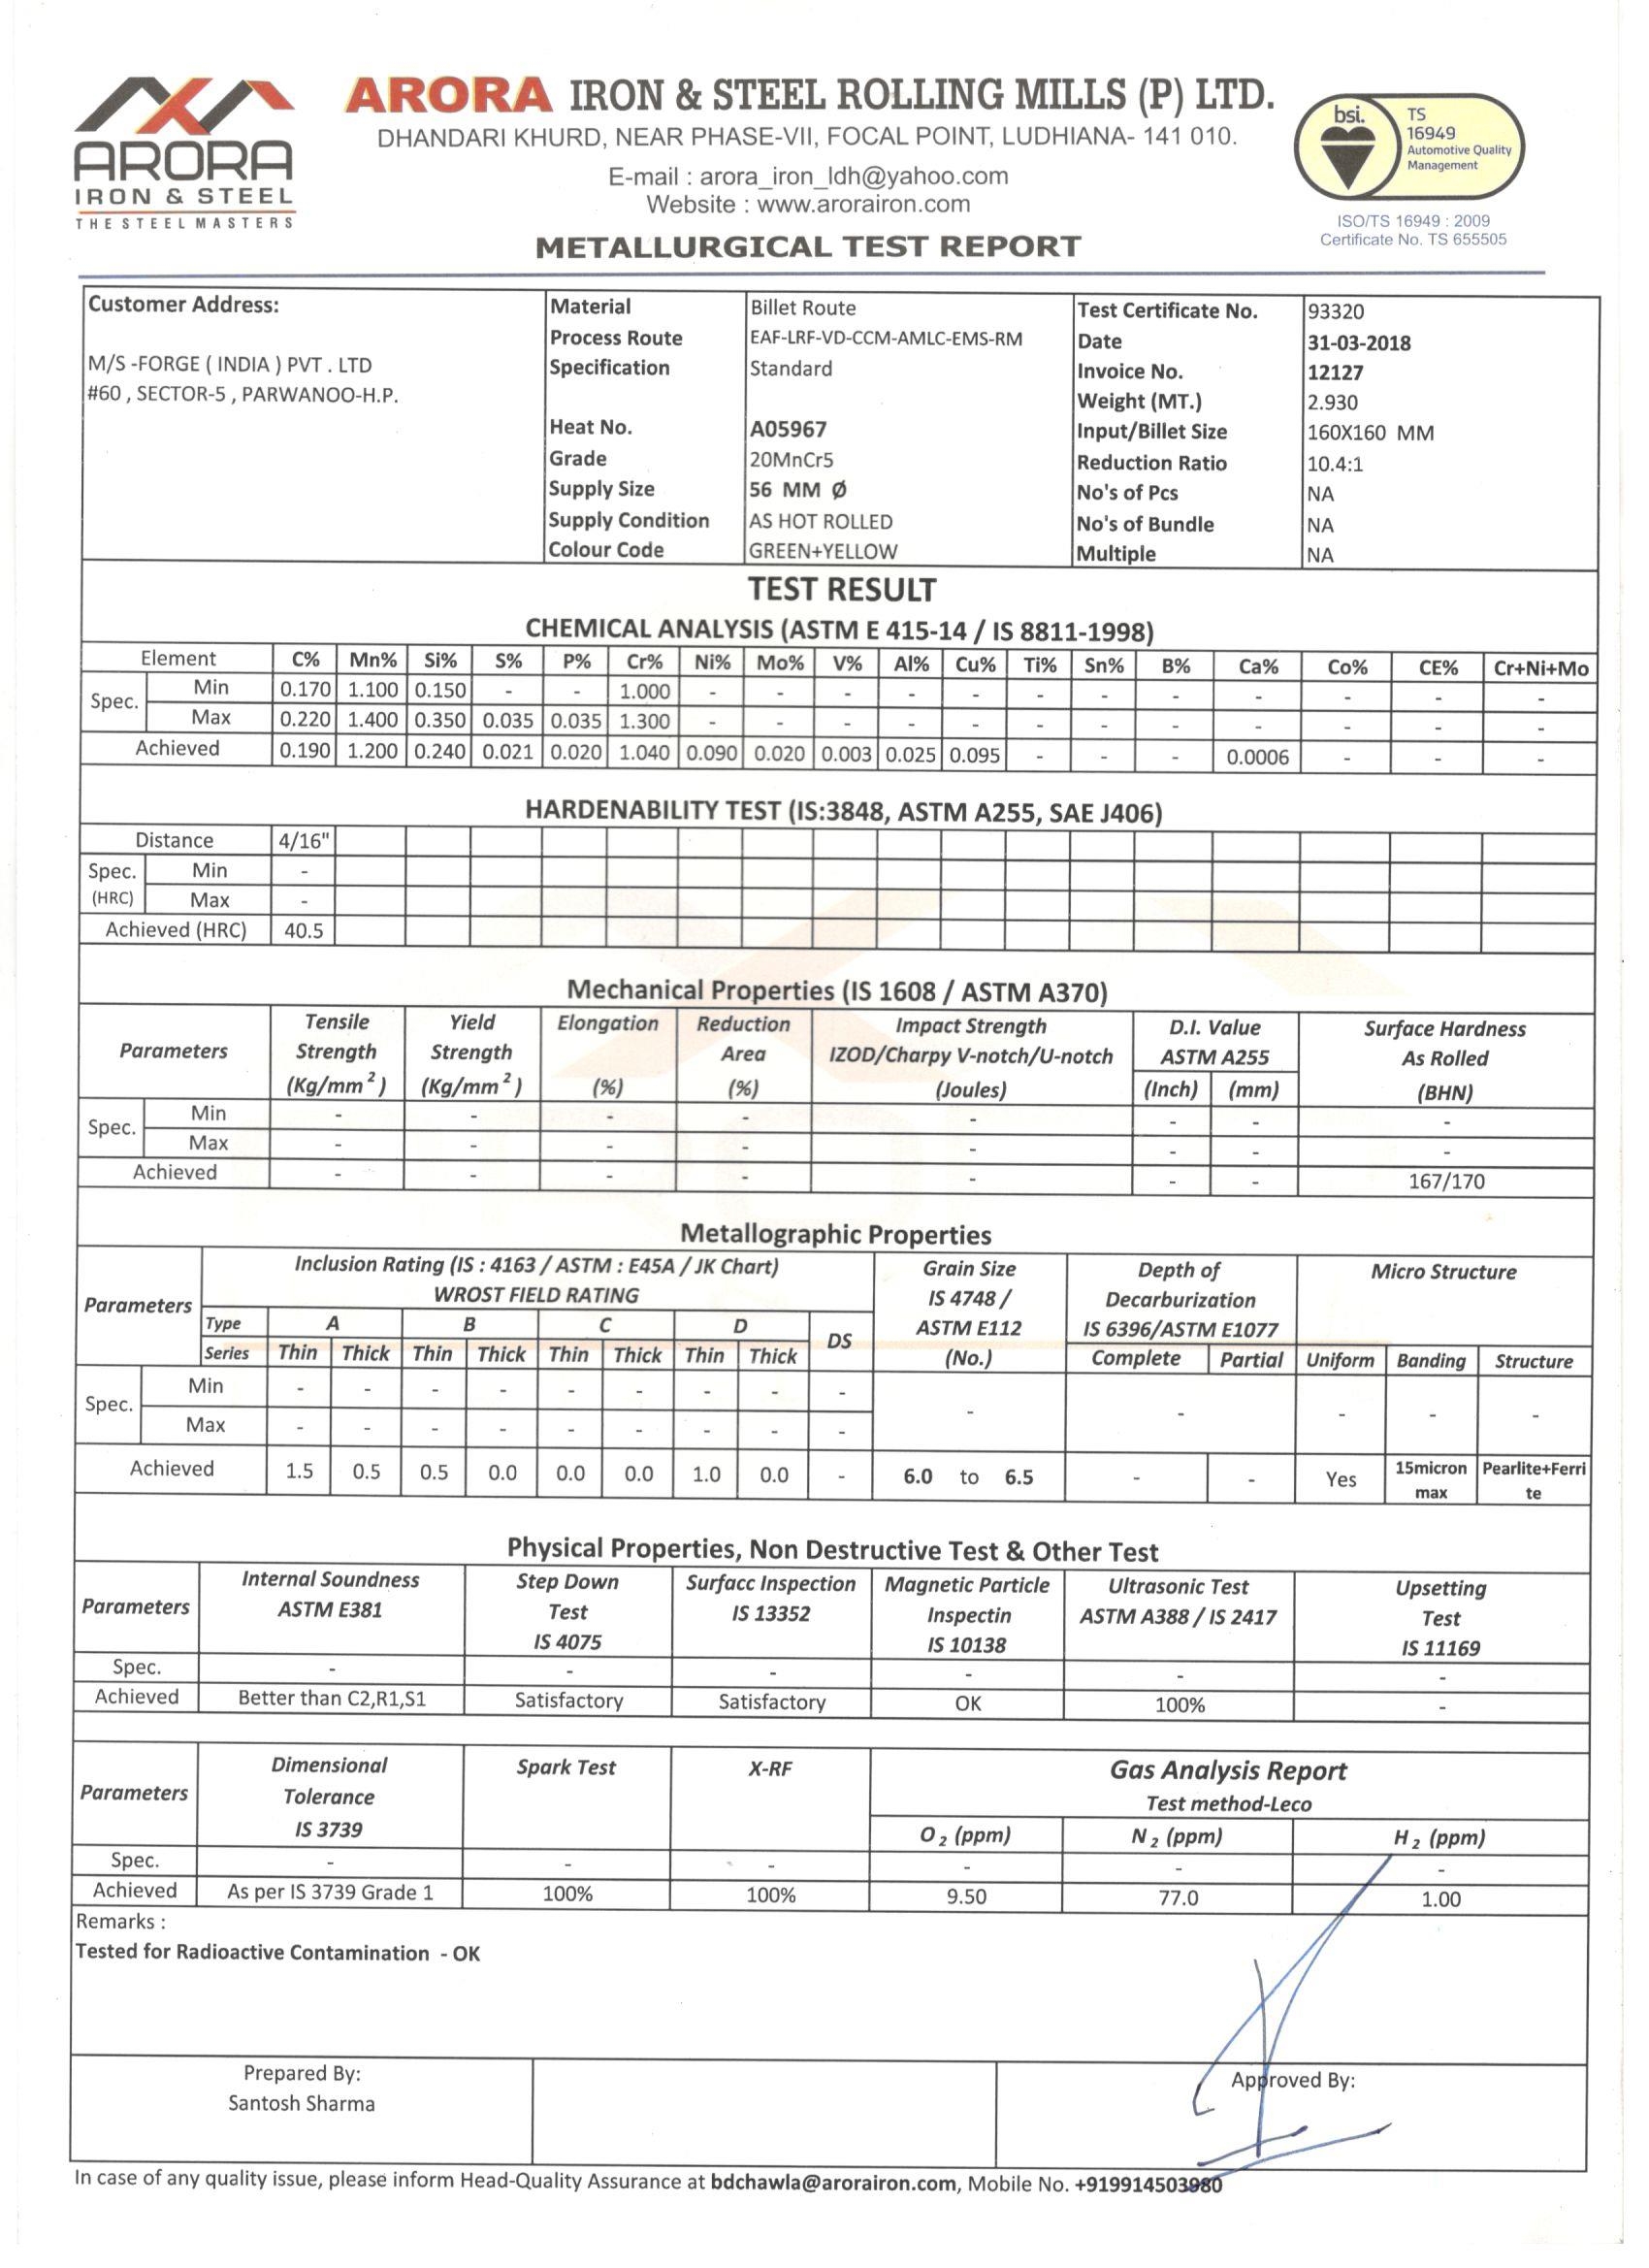 ARORA
IRON & STEEL
THE STEEL MASTERS
ARORA IRON & STEEL ROLLING MILLS (P) LTD.
DHANDARI KHURD, NEAR PHASE-VII, FOCAL POINT, LUDHIANA- 141 010.
E-mail : arora_iron_ldh@yahoo.com
Website : www.arorairon.com
METALLURGICAL TEST REPORT
bsi.
TS
16949
Automotive Quality
Management
ISO/TS 16949 : 2009
Certificate No. TS 655505
Customer Address:
M/S -FORGE ( INDIA ) PVT . LTD
#60 , SECTOR-5 , PARWANOO-H.P.
Material Billet Route
Process Route EAF-LRF-VD-CCM-AMLC-EMS-RM
Specification Standard
Heat No. A05967
Grade 20MnCr5
Supply Size 56 MM Ø
Supply Condition AS HOT ROLLED
Colour Code GREEN+YELLOW
Test Certificate No. 93320
Date 31-03-2018
Invoice No. 12127
Weight (MT.) 2.930
Input/Billet Size 160X160 MM
Reduction Ratio 10.4:1
No's of Pcs NA
No's of Bundle NA
Multiple NA
TEST RESULT
CHEMICAL ANALYSIS (ASTM E 415-14 / IS 8811-1998)
Element C% Mn% Si% S% P% Cr% Ni% Mo% V% Al% Cu% Ti% Sn% B% Ca% Co% CE% Cr+Ni+Mo
Spec.
Min 0.170 1.100 0.150 - - 1.000 - - - - - - - - - - - -
Max 0.220 1.400 0.350 0.035 0.035 1.300 - - - - - - - - - - - -
Achieved 0.190 1.200 0.240 0.021 0.020 1.040 0.090 0.020 0.003 0.025 0.095 - - - 0.0006 - - -
HARDENABILITY TEST (IS:3848, ASTM A255, SAE J406)
Distance 4/16"
Spec.
(HRC)
Min -
Max -
Achieved (HRC) 40.5
Mechanical Properties (IS 1608 / ASTM A370)
Parameters
Tensile
Strength
(Kg/mm²)
Yield
Strength
(Kg/mm²)
Elongation
(%)
Reduction
Area
(%)
Impact Strength
IZOD/Charpy V-notch/U-notch
(Joules)
D.I. Value
ASTM A255
(Inch) (mm)
Surface Hardness
As Rolled
(BHN)
Spec.
Min - - - - - - - -
Max - - - - - - - -
Achieved - - - - - - - 167/170
Metallographic Properties
Parameters
Inclusion Rating (IS : 4163 / ASTM : E45A / JK Chart)
WROST FIELD RATING
Type A B C D DS
Series Thin Thick Thin Thick Thin Thick Thin Thick
Grain Size
IS 4748 /
ASTM E112
(No.)
Depth of
Decarburization
IS 6396/ASTM E1077
Complete Partial
Micro Structure
Uniform Banding Structure
Spec.
Min - - - - - - - - -
Max - - - - - - - - -
- - - - -
Achieved 1.5 0.5 0.5 0.0 0.0 0.0 1.0 0.0 - 6.0 to 6.5 - - Yes
15micron
max
Pearlite+Ferri
te
Physical Properties, Non Destructive Test & Other Test
Parameters
Internal Soundness
ASTM E381
Step Down
Test
IS 4075
Surfacc Inspection
IS 13352
Magnetic Particle
Inspectin
IS 10138
Ultrasonic Test
ASTM A388 / IS 2417
Upsetting
Test
IS 11169
Spec. - - - - - -
Achieved Better than C2,R1,S1 Satisfactory Satisfactory OK 100% -
Parameters
Dimensional
Tolerance
IS 3739
Spark Test
X-RF
Gas Analysis Report
Test method-Leco
O₂ (ppm) N₂ (ppm) H₂ (ppm)
Spec. - - - - - -
Achieved As per IS 3739 Grade 1 100% 100% 9.50 77.0 1.00
Remarks :
Tested for Radioactive Contamination - OK
Prepared By:
Santosh Sharma
Approved By:
In case of any quality issue, please inform Head-Quality Assurance at bdchawla@arorairon.com, Mobile No. +919914503980